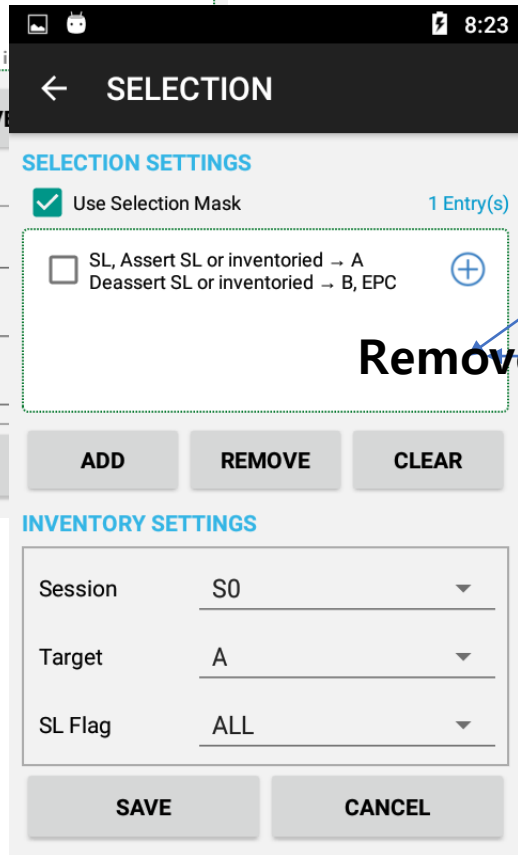 8:23
SELECTION
SELECTION SETTINGS
Use Selection Mask 1 Entry(s)
SL, Assert SL or inventoried → A
Deassert SL or inventoried → B, EPC
Remove
ADD REMOVE CLEAR
INVENTORY SETTINGS
Session S0
Target A
SL Flag ALL
SAVE CANCEL